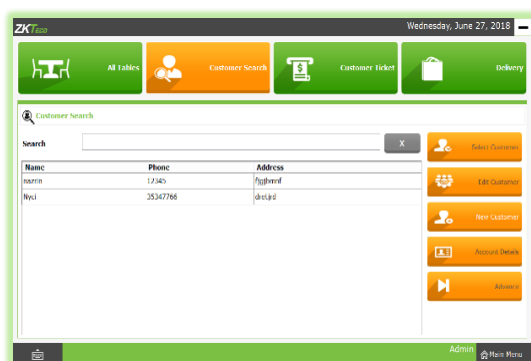 ZKTeco
Wednesday, June 27, 2018
All Tables
Customer Search
Customer Ticket
Delivery
Customer Search
Search
X
Name Phone Address
nazrin 12345 fjgjhmnf
Nyci 35347766 dretjrd
Select Customer
Edit Customer
New Customer
Account Details
Advance
Admin
Main Menu